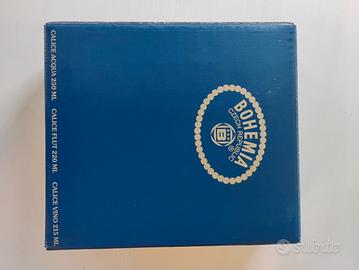 CALICE ACQUA 250 ML
CALICE FLUT 220 ML
CALICE VINO 215 ML
BOHEMIA
CZECH REPUBLIC
®
subito